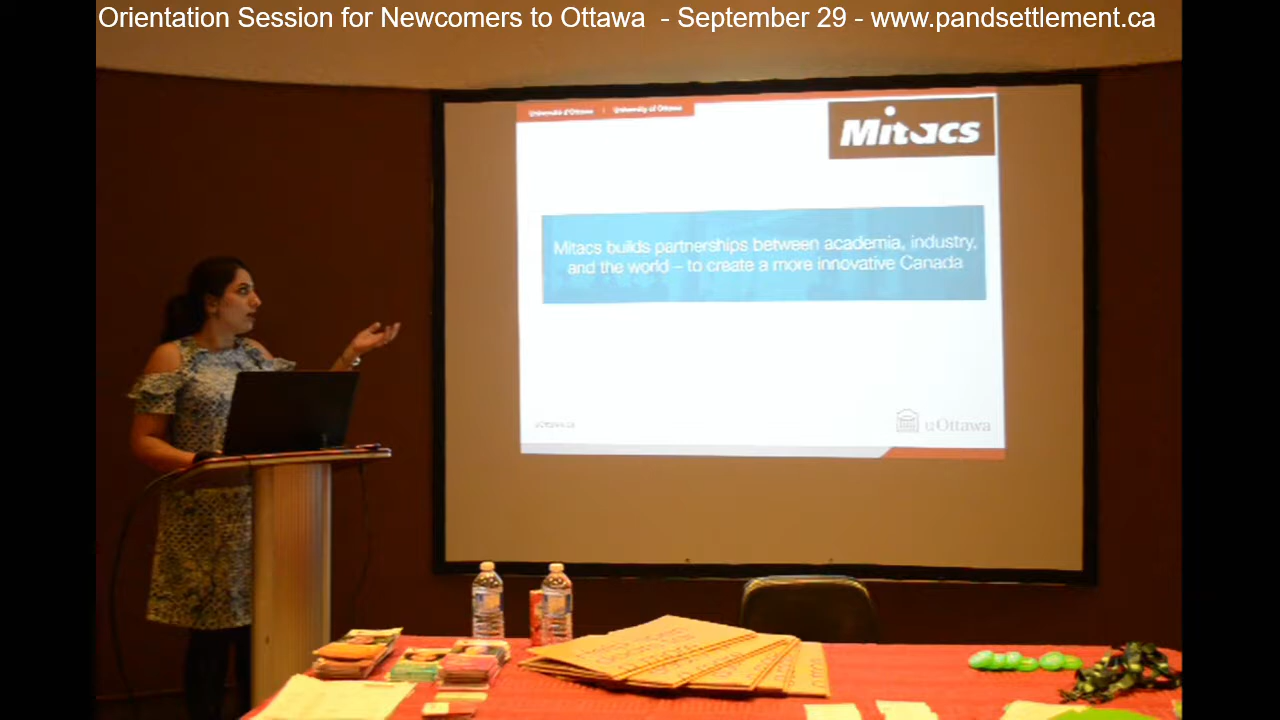 Orientation Session for Newcomers to Ottawa - September 29 - www.pandsettlement.ca
Université d'Ottawa | University of Ottawa
Mitacs
Mitacs builds partnerships between academia, industry,
and the world – to create a more innovative Canada
uOttawa.ca
uOttawa